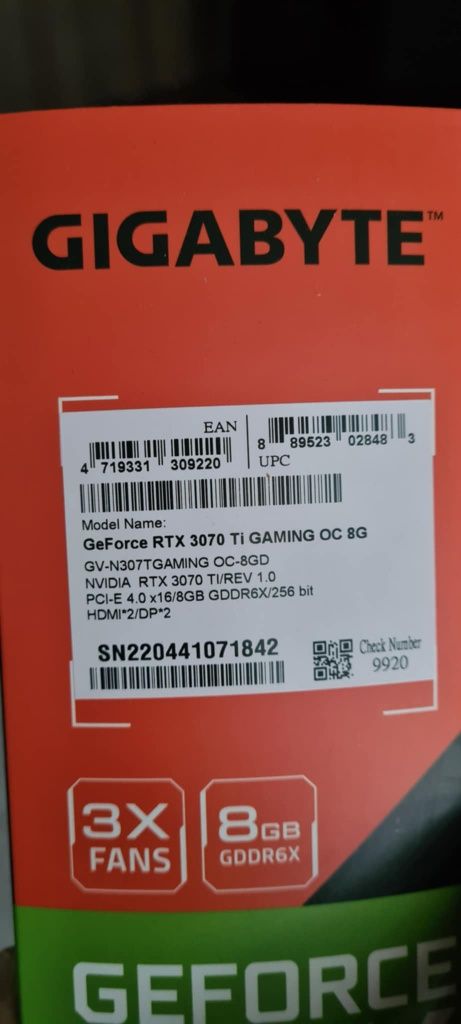 GIGABYTE™
EAN
4 719331 309220
8 89523 02848 3
UPC
Model Name:
GeForce RTX 3070 Ti GAMING OC 8G
GV-N307TGAMING OC-8GD
NVIDIA RTX 3070 TI/REV 1.0
PCI-E 4.0 x16/8GB GDDR6X/256 bit
HDMI*2/DP*2
SN220441071842
Check Number
9920
3X
FANS
8GB
GDDR6X
GEFORCE